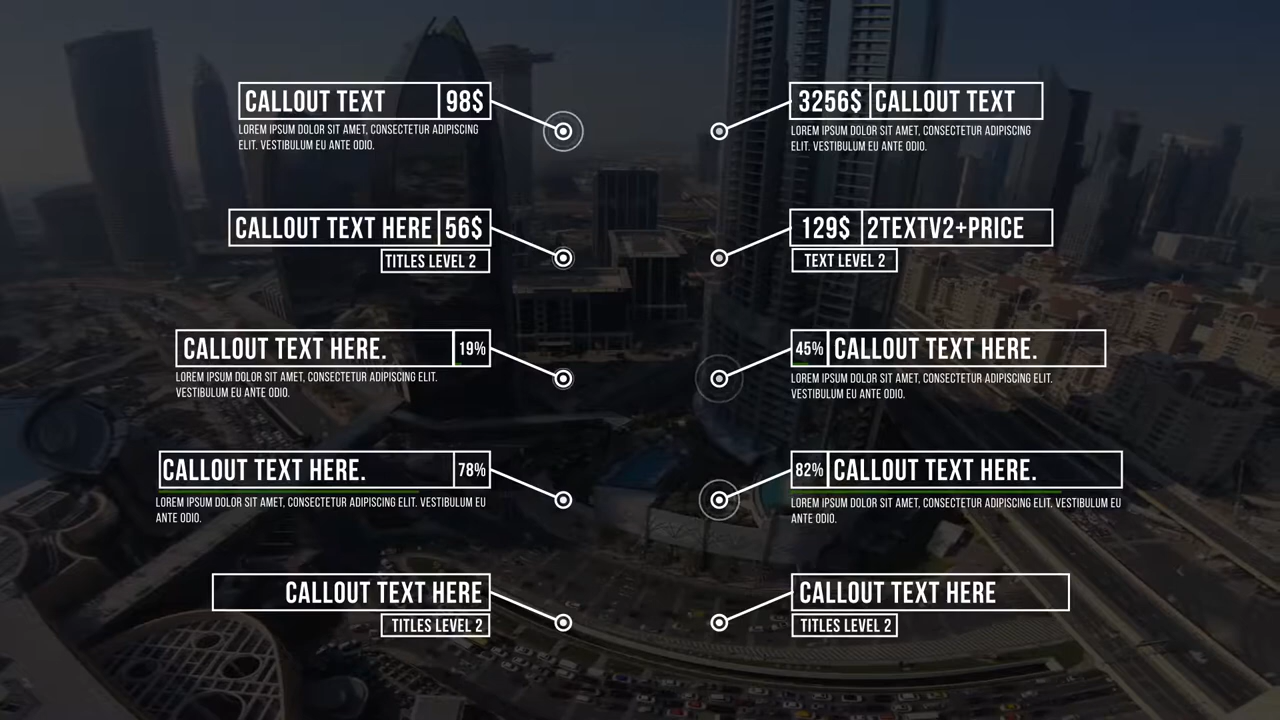 CALLOUT TEXT 98$
LOREM IPSUM DOLOR SIT AMET, CONSECTETUR ADIPISCING
ELIT. VESTIBULUM EU ANTE ODIO.
3256$ CALLOUT TEXT
LOREM IPSUM DOLOR SIT AMET, CONSECTETUR ADIPISCING
ELIT. VESTIBULUM EU ANTE ODIO.
CALLOUT TEXT HERE 56$
TITLES LEVEL 2
129$ 2TEXTV2+PRICE
TEXT LEVEL 2
CALLOUT TEXT HERE. 19%
LOREM IPSUM DOLOR SIT AMET, CONSECTETUR ADIPISCING ELIT.
VESTIBULUM EU ANTE ODIO.
45% CALLOUT TEXT HERE.
LOREM IPSUM DOLOR SIT AMET, CONSECTETUR ADIPISCING ELIT.
VESTIBULUM EU ANTE ODIO.
CALLOUT TEXT HERE. 78%
LOREM IPSUM DOLOR SIT AMET, CONSECTETUR ADIPISCING ELIT. VESTIBULUM EU
ANTE ODIO.
82% CALLOUT TEXT HERE.
LOREM IPSUM DOLOR SIT AMET, CONSECTETUR ADIPISCING ELIT. VESTIBULUM EU
ANTE ODIO.
CALLOUT TEXT HERE
TITLES LEVEL 2
CALLOUT TEXT HERE
TITLES LEVEL 2